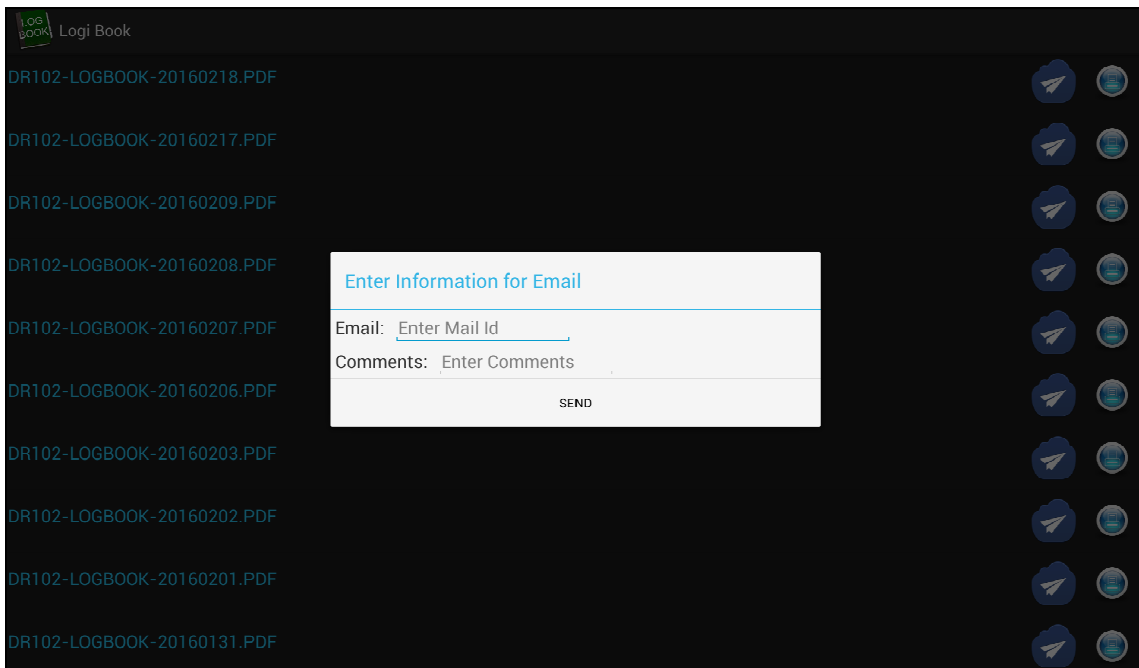 LOG
BOOK
Logi Book
DR102-LOGBOOK-20160218.PDF
DR102-LOGBOOK-20160217.PDF
DR102-LOGBOOK-20160209.PDF
DR102-LOGBOOK-20160208.PDF
DR102-LOGBOOK-20160207.PDF
DR102-LOGBOOK-20160206.PDF
DR102-LOGBOOK-20160203.PDF
DR102-LOGBOOK-20160202.PDF
DR102-LOGBOOK-20160201.PDF
DR102-LOGBOOK-20160131.PDF
Enter Information for Email
Email: Enter Mail Id
Comments: Enter Comments
SEND